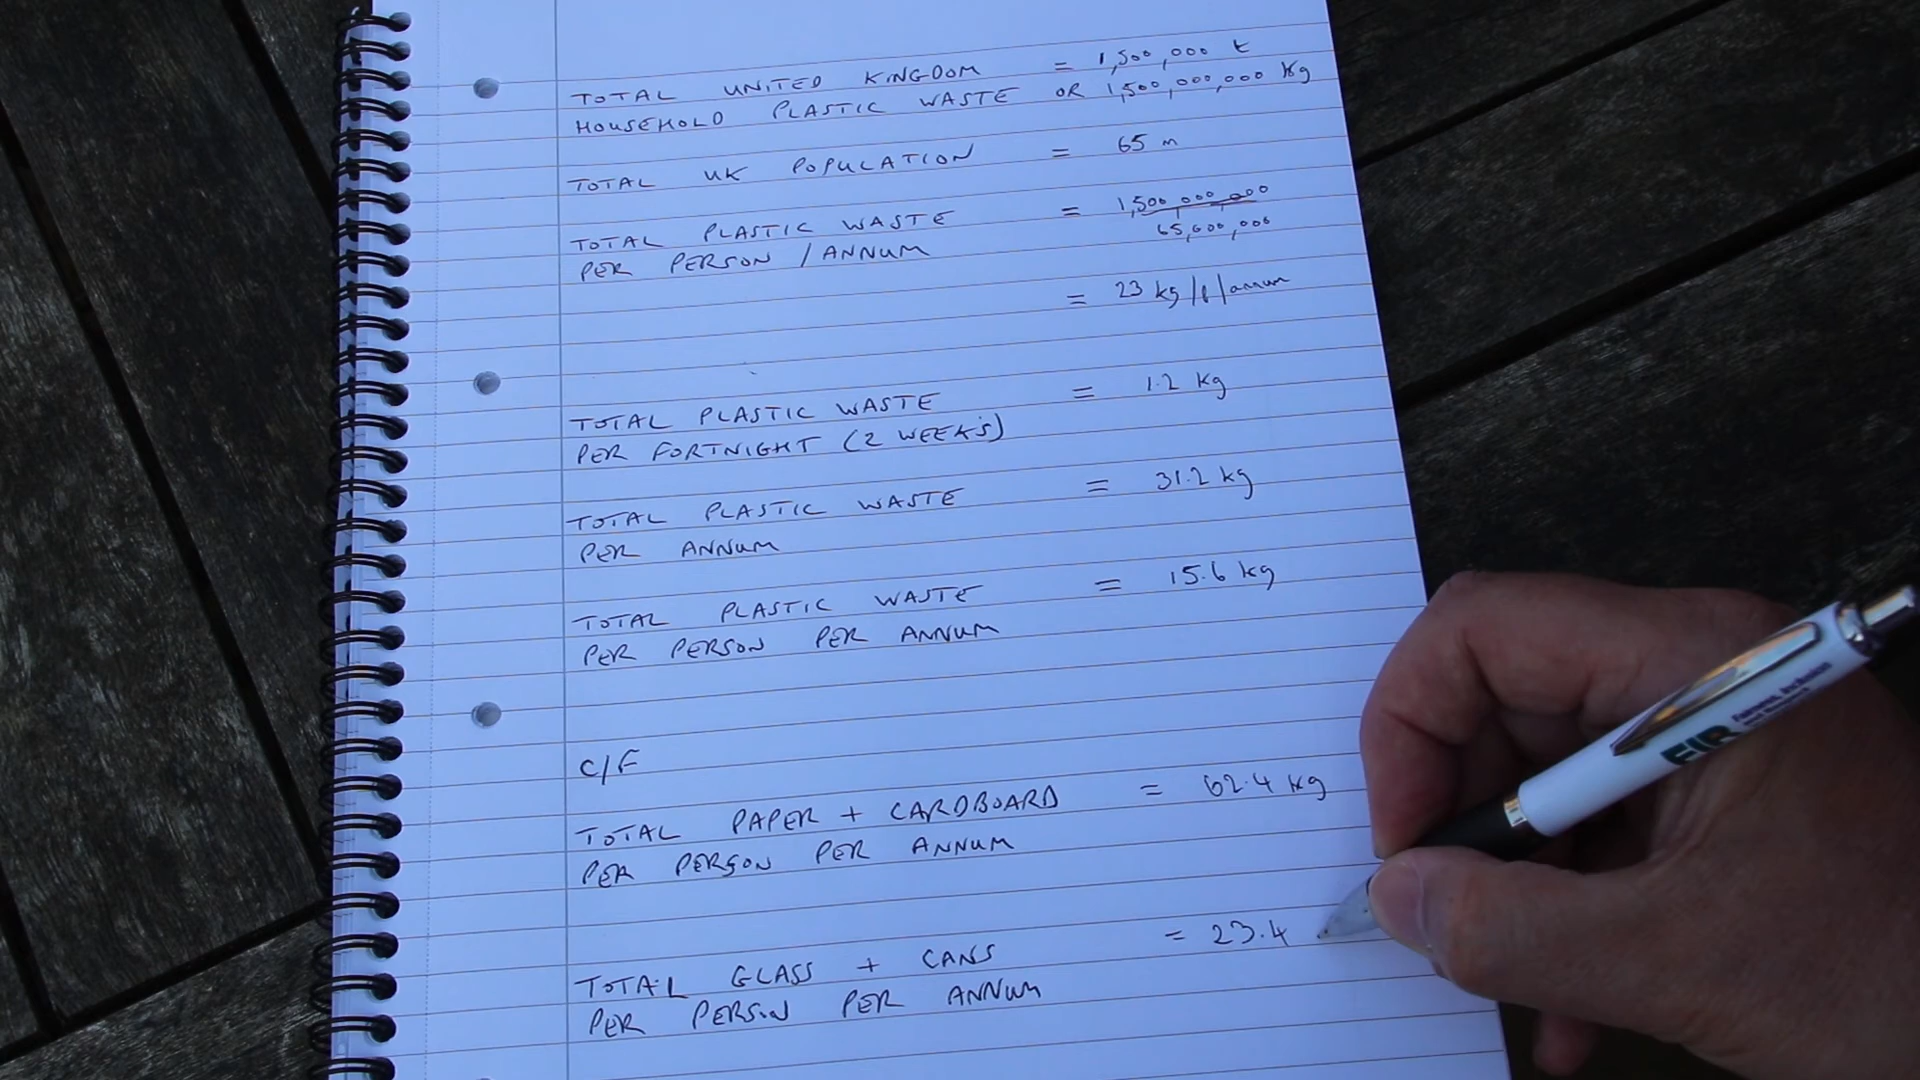 TOTAL UNITED KINGDOM = 1,500,000 t
HOUSEHOLD PLASTIC WASTE OR 1,500,000,000 kg
TOTAL UK POPULATION = 65 m
TOTAL PLASTIC WASTE = 1,500,000,000
PER PERSON / ANNUM 65,000,000
= 23 kg/p/annum
TOTAL PLASTIC WASTE = 1.2 kg
PER FORTNIGHT (2 WEEKS)
TOTAL PLASTIC WASTE = 31.2 kg
PER ANNUM
TOTAL PLASTIC WASTE = 15.6 kg
PER PERSON PER ANNUM
C/F
TOTAL PAPER + CARDBOARD = 62.4 kg
PER PERSON PER ANNUM
TOTAL GLASS + CANS = 23.4
PER PERSON PER ANNUM